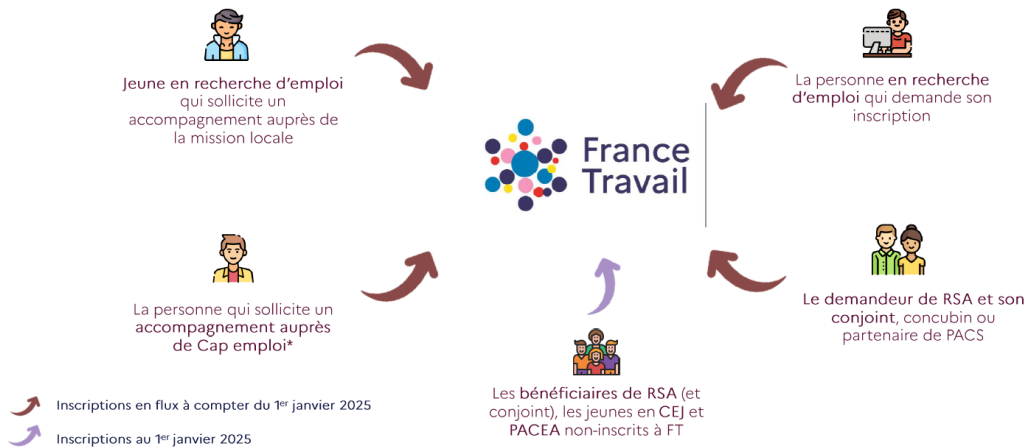 Jeune en recherche d'emploi
qui sollicite un
accompagnement auprès de
la mission locale
La personne en recherche
d'emploi qui demande son
inscription
France
Travail
La personne qui sollicite un
accompagnement auprès
de Cap emploi*
Le demandeur de RSA et son
conjoint, concubin ou
partenaire de PACS
Les bénéficiaires de RSA (et
conjoint), les jeunes en CEJ et
PACEA non-inscrits à FT
Inscriptions en flux à compter du 1er janvier 2025
Inscriptions au 1er janvier 2025